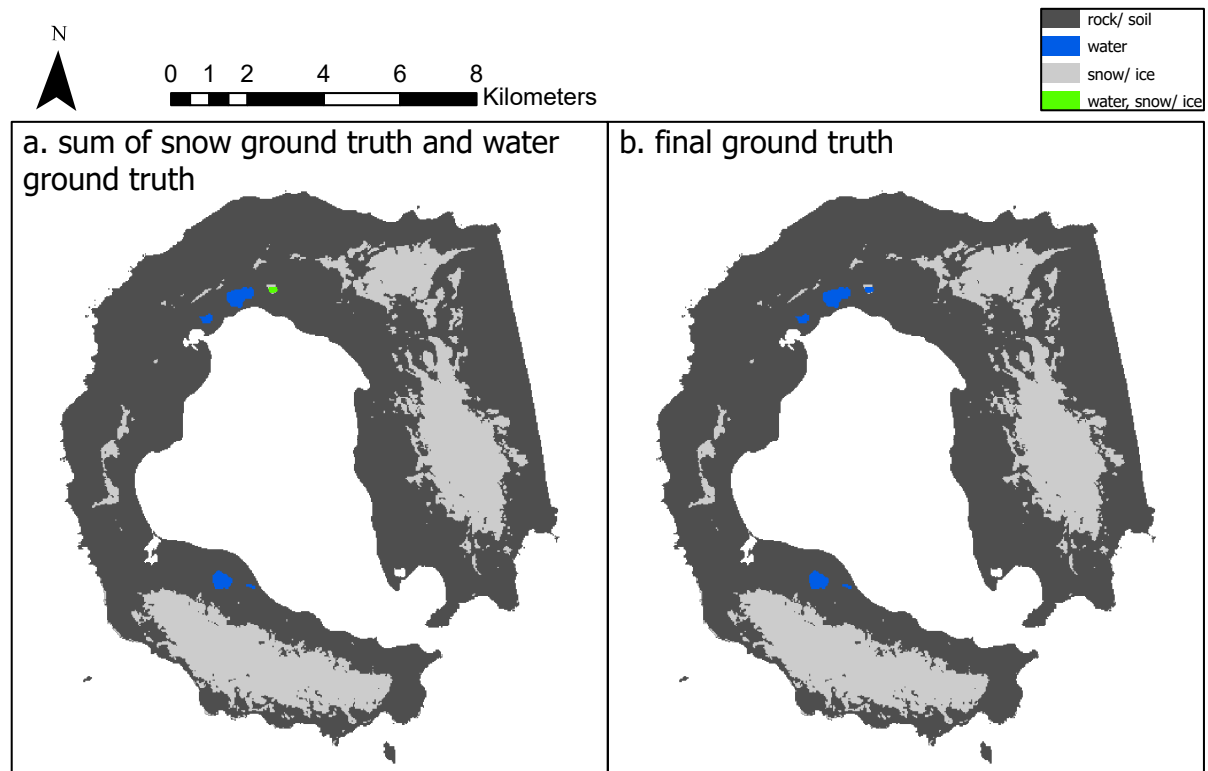 N
0 1 2 4 6 8
Kilometers
rock/ soil
water
snow/ ice
water, snow/ ice
a. sum of snow ground truth and water
ground truth
b. final ground truth